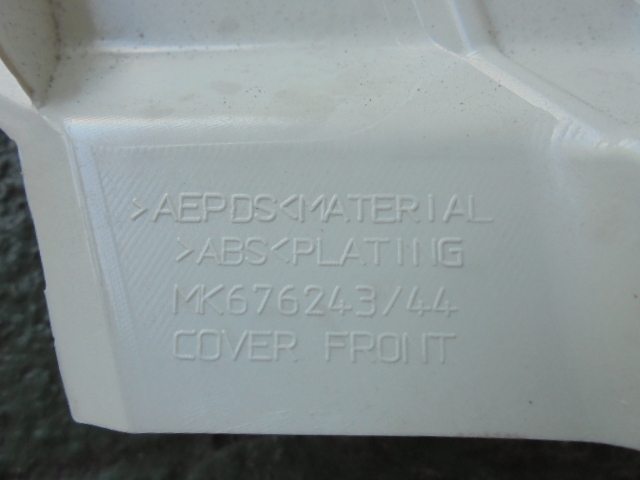 >AEPDS<MATERIAL
>ABS<PLATING
MK676243/44
COVER FRONT